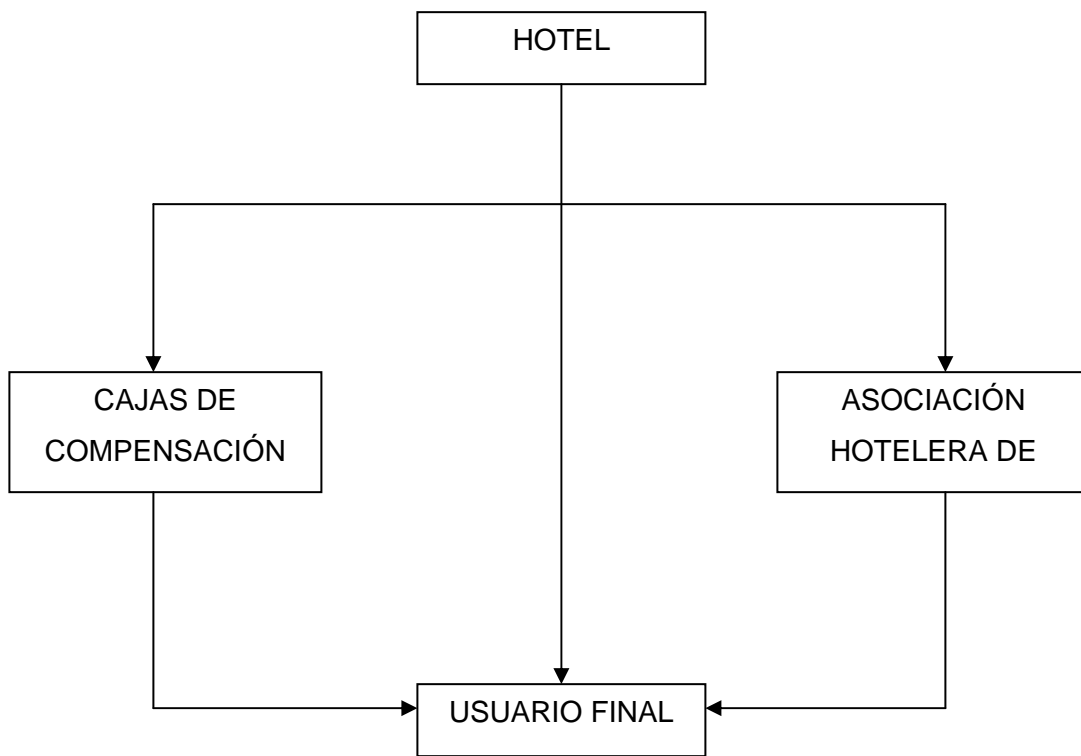 HOTEL
CAJAS DE
COMPENSACIÓN
ASOCIACIÓN
HOTELERA DE
USUARIO FINAL